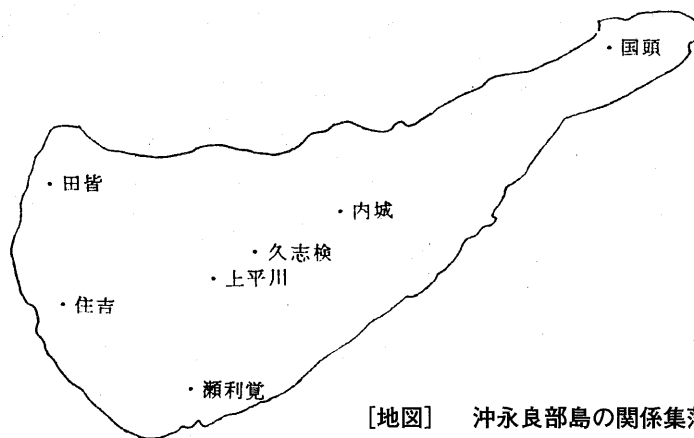 国頭
田皆
内城
久志検
上平川
住吉
瀬利覚
[地図] 沖永良部島の関係集